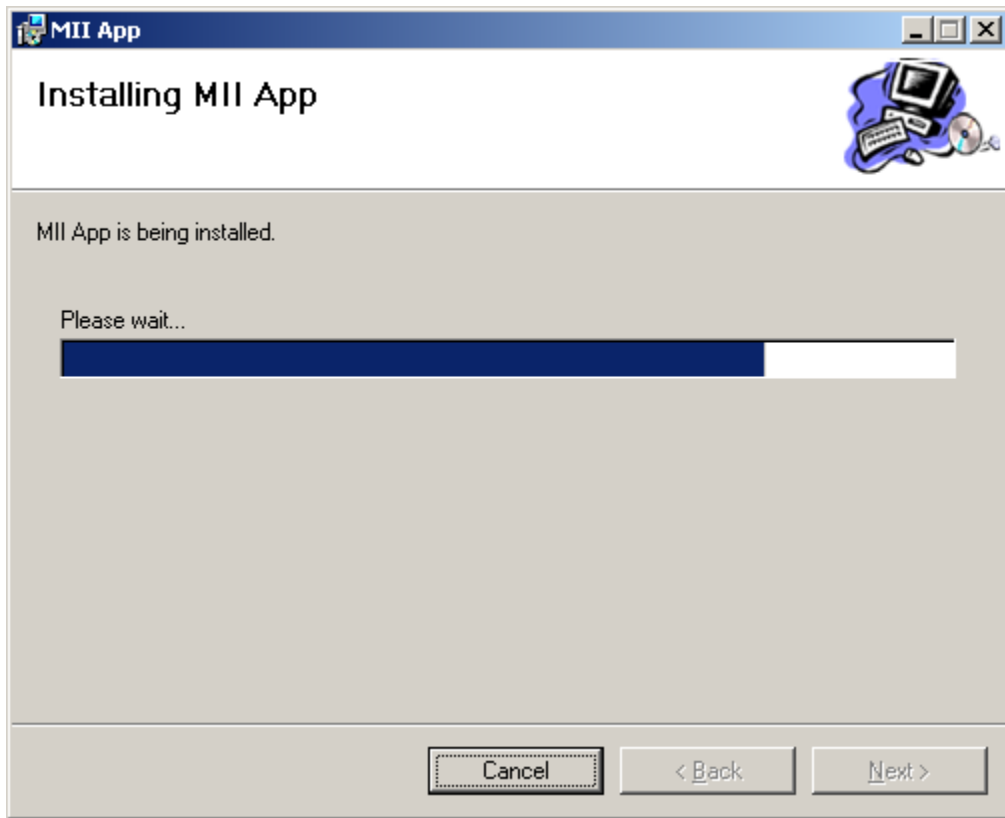 MII App
Installing MII App
MII App is being installed.
Please wait...
Cancel
< Back
Next >